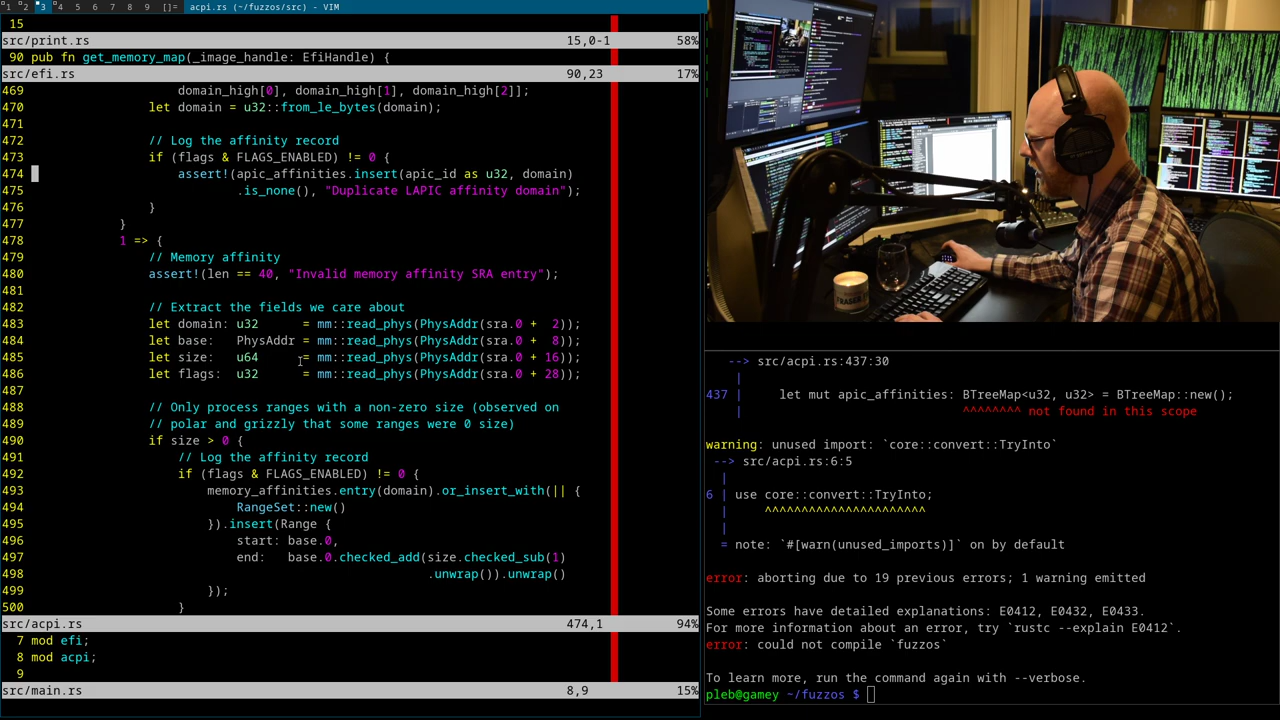 1 2 3 4 5 6 7 8 9 []= acpi.rs (~/fuzzos/src) - VIM
15
src/print.rs 15,0-1 58%
90 pub fn get_memory_map(_image_handle: EfiHandle) {
src/efi.rs 90,23 17%
469 domain_high[0], domain_high[1], domain_high[2]];
470 let domain = u32::from_le_bytes(domain);
471
472 // Log the affinity record
473 if (flags & FLAGS_ENABLED) != 0 {
474 assert!(apic_affinities.insert(apic_id as u32, domain)
475 .is_none(), "Duplicate LAPIC affinity domain");
476 }
477 }
478 1 => {
479 // Memory affinity
480 assert!(len == 40, "Invalid memory affinity SRA entry");
481
482 // Extract the fields we care about
483 let domain: u32 = mm::read_phys(PhysAddr(sra.0 + 2));
484 let base: PhysAddr = mm::read_phys(PhysAddr(sra.0 + 8));
485 let size: u64 = mm::read_phys(PhysAddr(sra.0 + 16));
486 let flags: u32 = mm::read_phys(PhysAddr(sra.0 + 28));
487
488 // Only process ranges with a non-zero size (observed on
489 // polar and grizzly that some ranges were 0 size)
490 if size > 0 {
491 // Log the affinity record
492 if (flags & FLAGS_ENABLED) != 0 {
493 memory_affinities.entry(domain).or_insert_with(|| {
494 RangeSet::new()
495 }).insert(Range {
496 start: base.0,
497 end: base.0.checked_add(size.checked_sub(1)
498 .unwrap()).unwrap()
499 });
500 }
src/acpi.rs 474,1 94%
7 mod efi;
8 mod acpi;
9
src/main.rs 8,9 15%
--> src/acpi.rs:437:30
|
437 | let mut apic_affinities: BTreeMap<u32, u32> = BTreeMap::new();
| ^^^^^^^^ not found in this scope
warning: unused import: `core::convert::TryInto`
--> src/acpi.rs:6:5
|
6 | use core::convert::TryInto;
| ^^^^^^^^^^^^^^^^^^^^^^
|
= note: `#[warn(unused_imports)]` on by default
error: aborting due to 19 previous errors; 1 warning emitted
Some errors have detailed explanations: E0412, E0432, E0433.
For more information about an error, try `rustc --explain E0412`.
error: could not compile `fuzzos`
To learn more, run the command again with --verbose.
pleb@gamey ~/fuzzos $